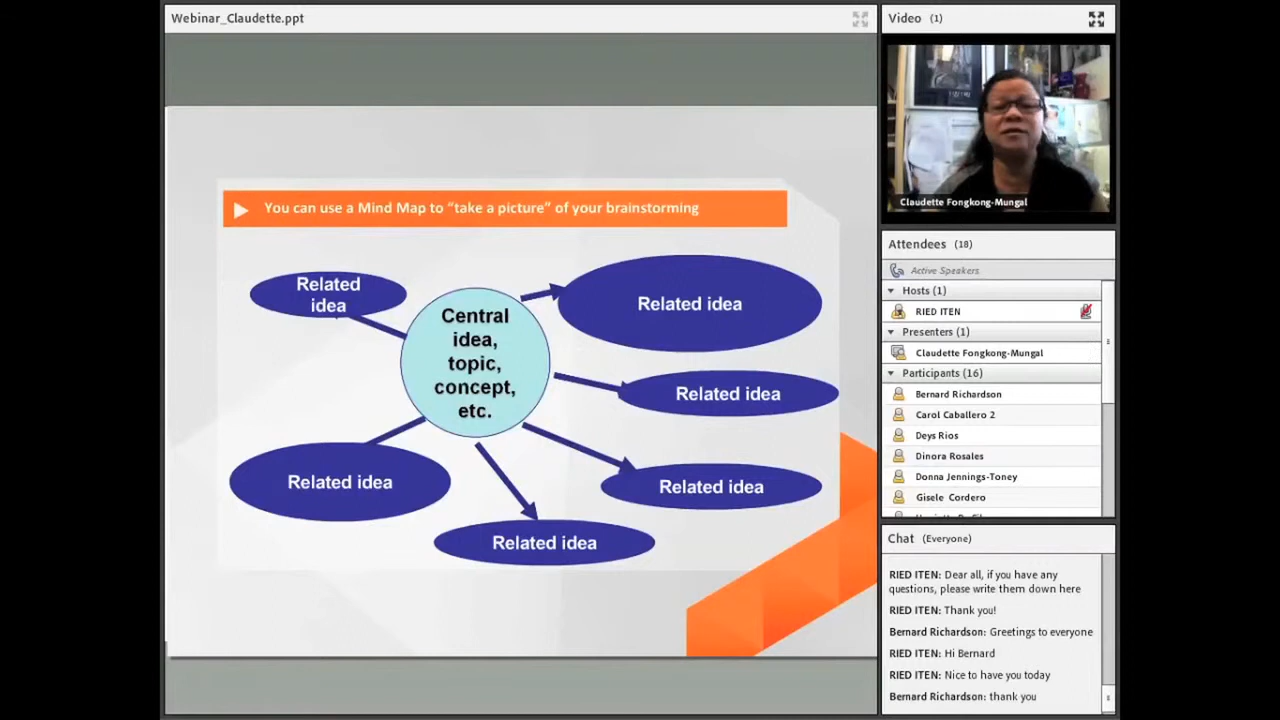 Webinar_Claudette.ppt
You can use a Mind Map to “take a picture” of your brainstorming
Related
idea
Central
idea,
topic,
concept,
etc.
Related idea
Related idea
Related idea
Related idea
Related idea
Video (1)
Claudette Fongkong-Mungal
Attendees (18)
Active Speakers
Hosts (1)
RIED ITEN
Presenters (1)
Claudette Fongkong-Mungal
Participants (16)
Bernard Richardson
Carol Caballero 2
Deys Rios
Dinora Rosales
Donna Jennings-Toney
Gisele Cordero
Chat (Everyone)
RIED ITEN: Dear all, if you have any
questions, please write them down here
RIED ITEN: Thank you!
Bernard Richardson: Greetings to everyone
RIED ITEN: Hi Bernard
RIED ITEN: Nice to have you today
Bernard Richardson: thank you